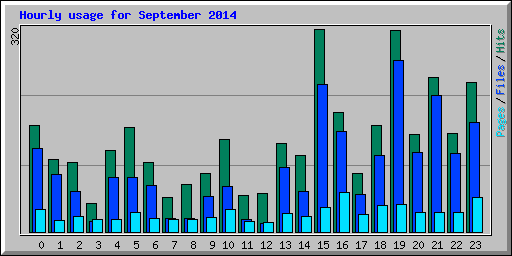 Hourly usage for September 2014
320
Pages/Files/Hits
0 1 2 3 4 5 6 7 8 9 10 11 12 13 14 15 16 17 18 19 20 21 22 23